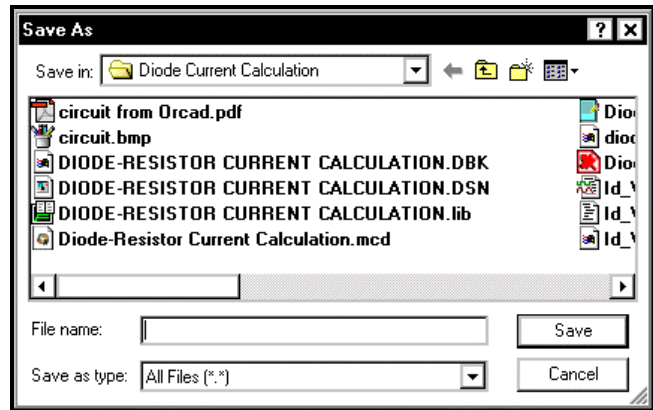 Save As
Save in: Diode Current Calculation
circuit from Orcad.pdf
circuit.bmp
DIODE-RESISTOR CURRENT CALCULATION.DBK
DIODE-RESISTOR CURRENT CALCULATION.DSN
DIODE-RESISTOR CURRENT CALCULATION.lib
Diode-Resistor Current Calculation.mcd
File name:
Save
Save as type: All Files (*.*)
Cancel